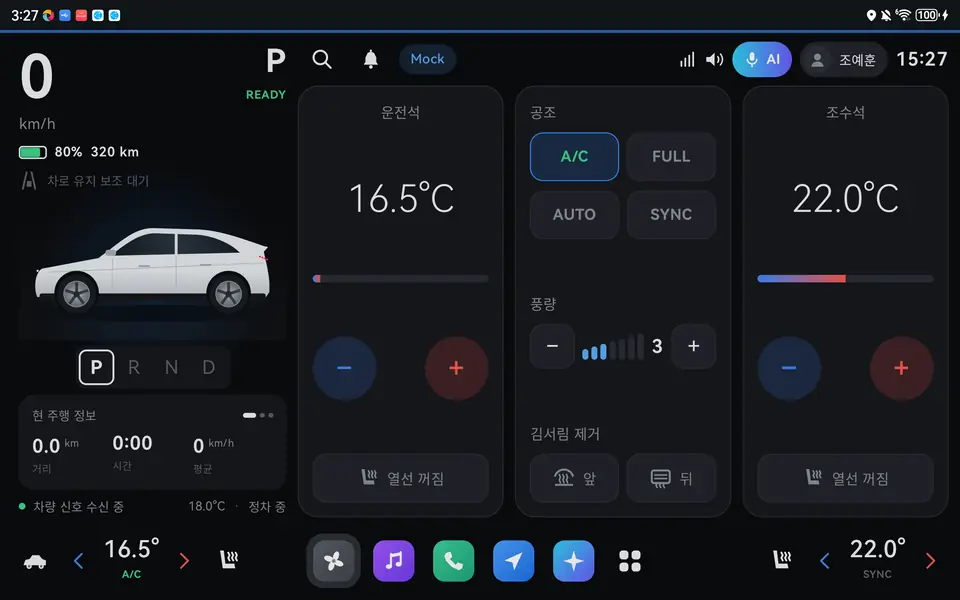 3:27
100
0
P
READY
km/h
80% 320 km
차로 유지 보조 대기
P R N D
현 주행 정보
0.0 km 0:00 0 km/h
거리 시간 평균
차량 신호 수신 중 18.0°C · 정차 중
Mock
AI
조예훈
15:27
운전석
16.5°C
− +
열선 꺼짐
공조
A/C FULL
AUTO SYNC
풍량
− 3 +
김서림 제거
앞 뒤
조수석
22.0°C
− +
열선 꺼짐
16.5°
A/C
22.0°
SYNC